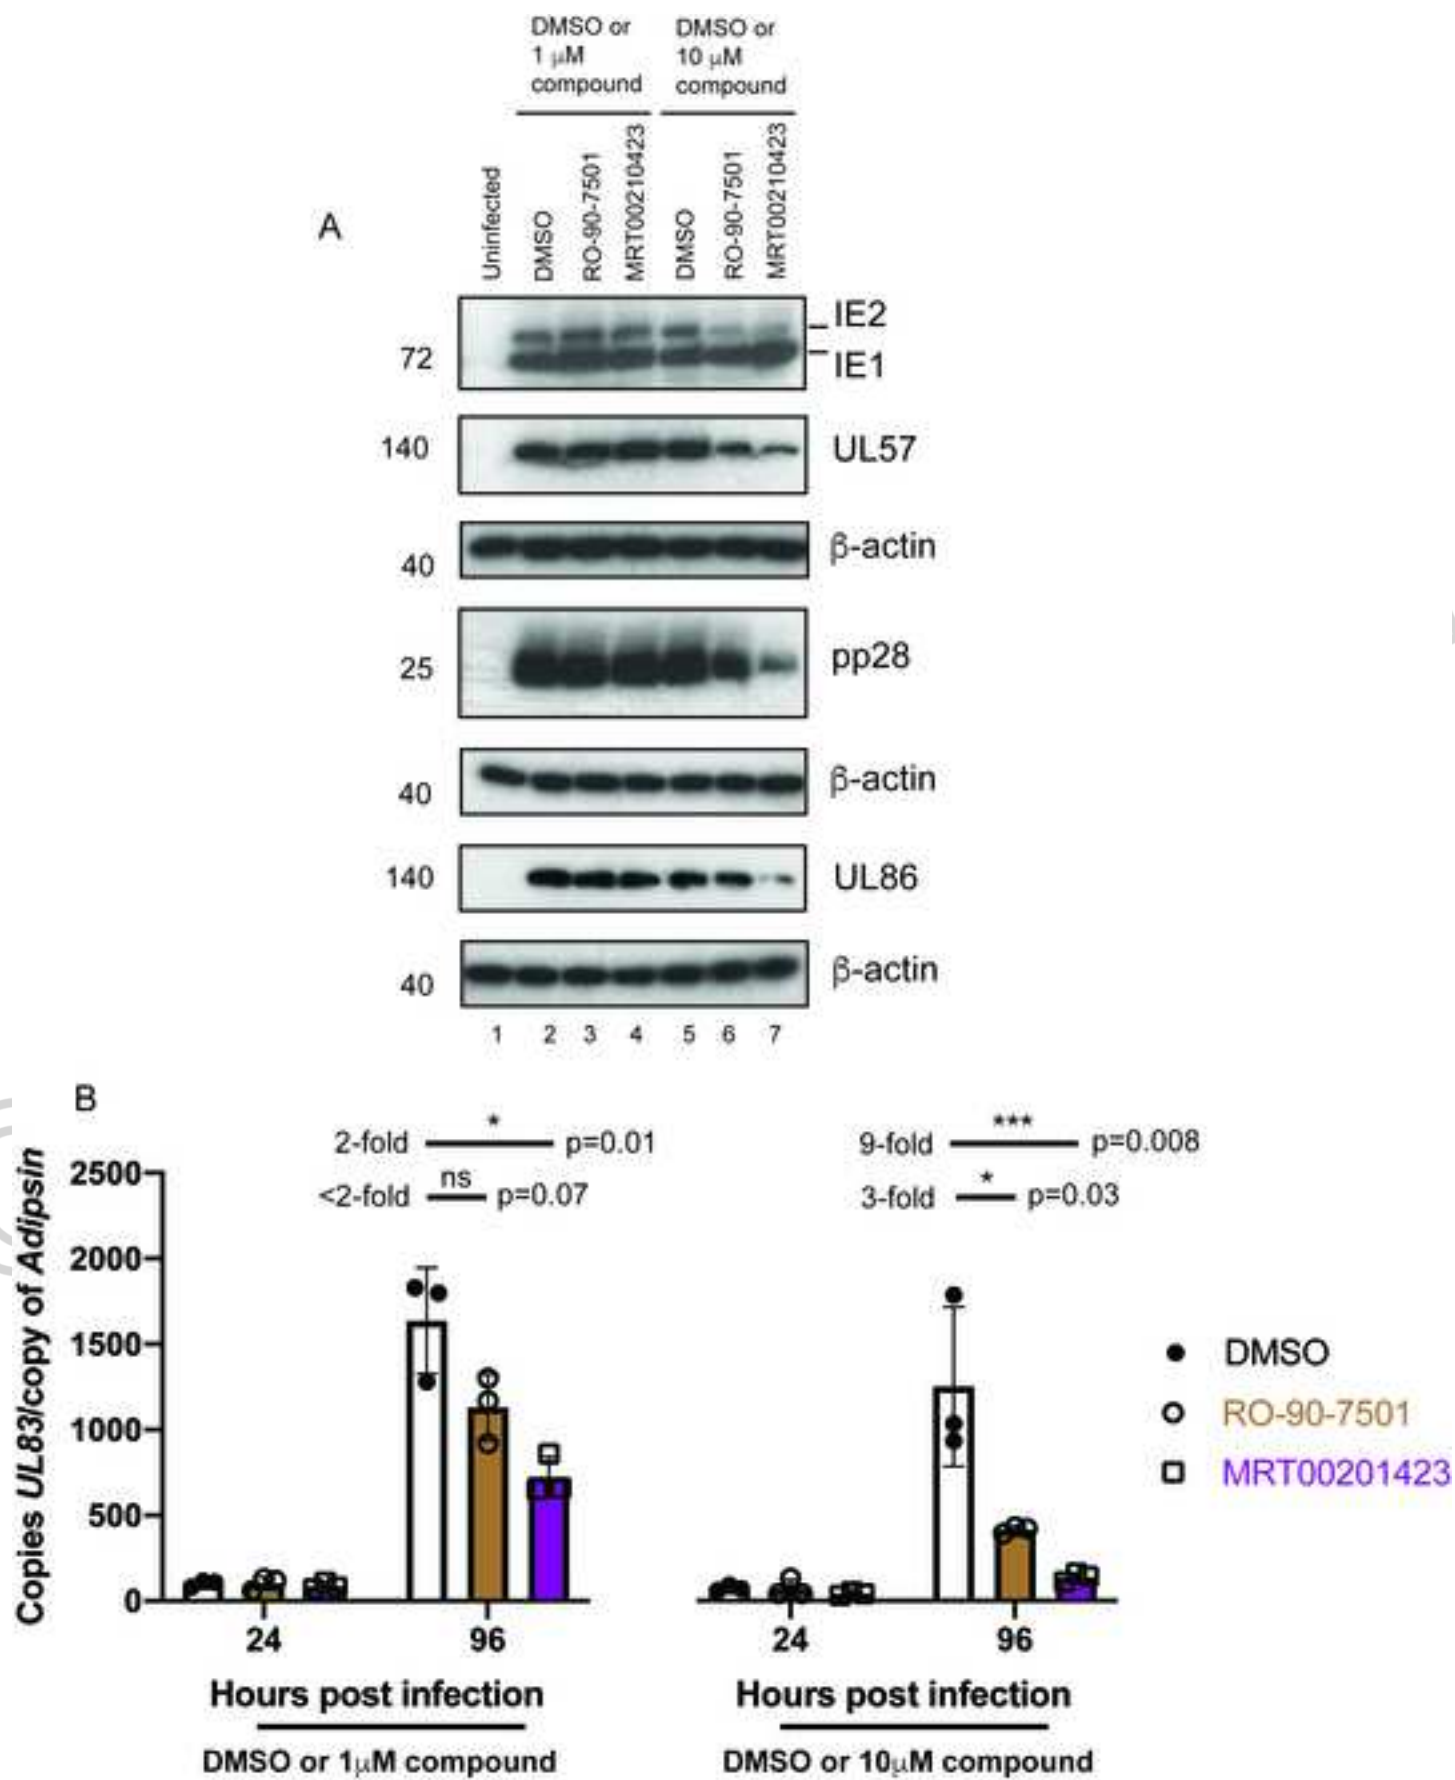 DMSO or
1 μM
compound
DMSO or
10 μM
compound
A
Uninfected
DMSO
RO-90-7501
MRT00210423
DMSO
RO-90-7501
MRT00210423
72
IE2
IE1
140
UL57
40
β-actin
25
pp28
40
β-actin
140
UL86
40
β-actin
1 2 3 4 5 6 7
B
2-fold * p=0.01
<2-fold ns p=0.07
9-fold *** p=0.008
3-fold * p=0.03
Copies UL83/copy of Adipsin
2500
2000
1500
1000
500
0
24 96
24 96
Hours post infection
Hours post infection
DMSO or 1μM compound
DMSO or 10μM compound
DMSO
RO-90-7501
MRT00201423